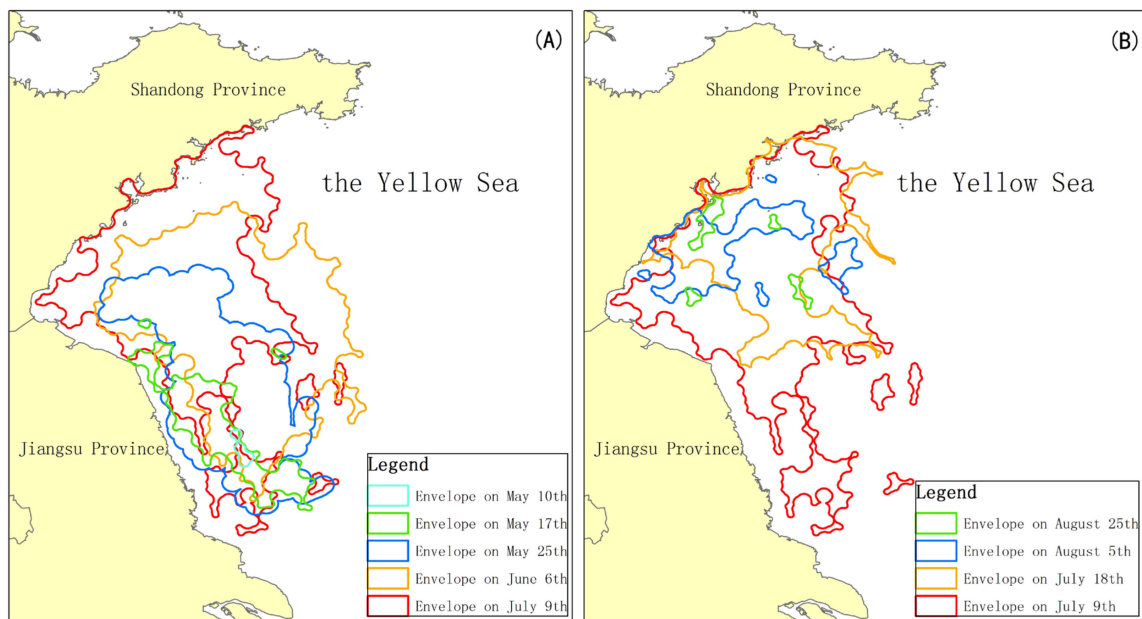 (A)
Shandong Province
the Yellow Sea
Jiangsu Province
Legend
Envelope on May 10th
Envelope on May 17th
Envelope on May 25th
Envelope on June 6th
Envelope on July 9th
(B)
Shandong Province
the Yellow Sea
Jiangsu Province
Legend
Envelope on August 25th
Envelope on August 5th
Envelope on July 18th
Envelope on July 9th